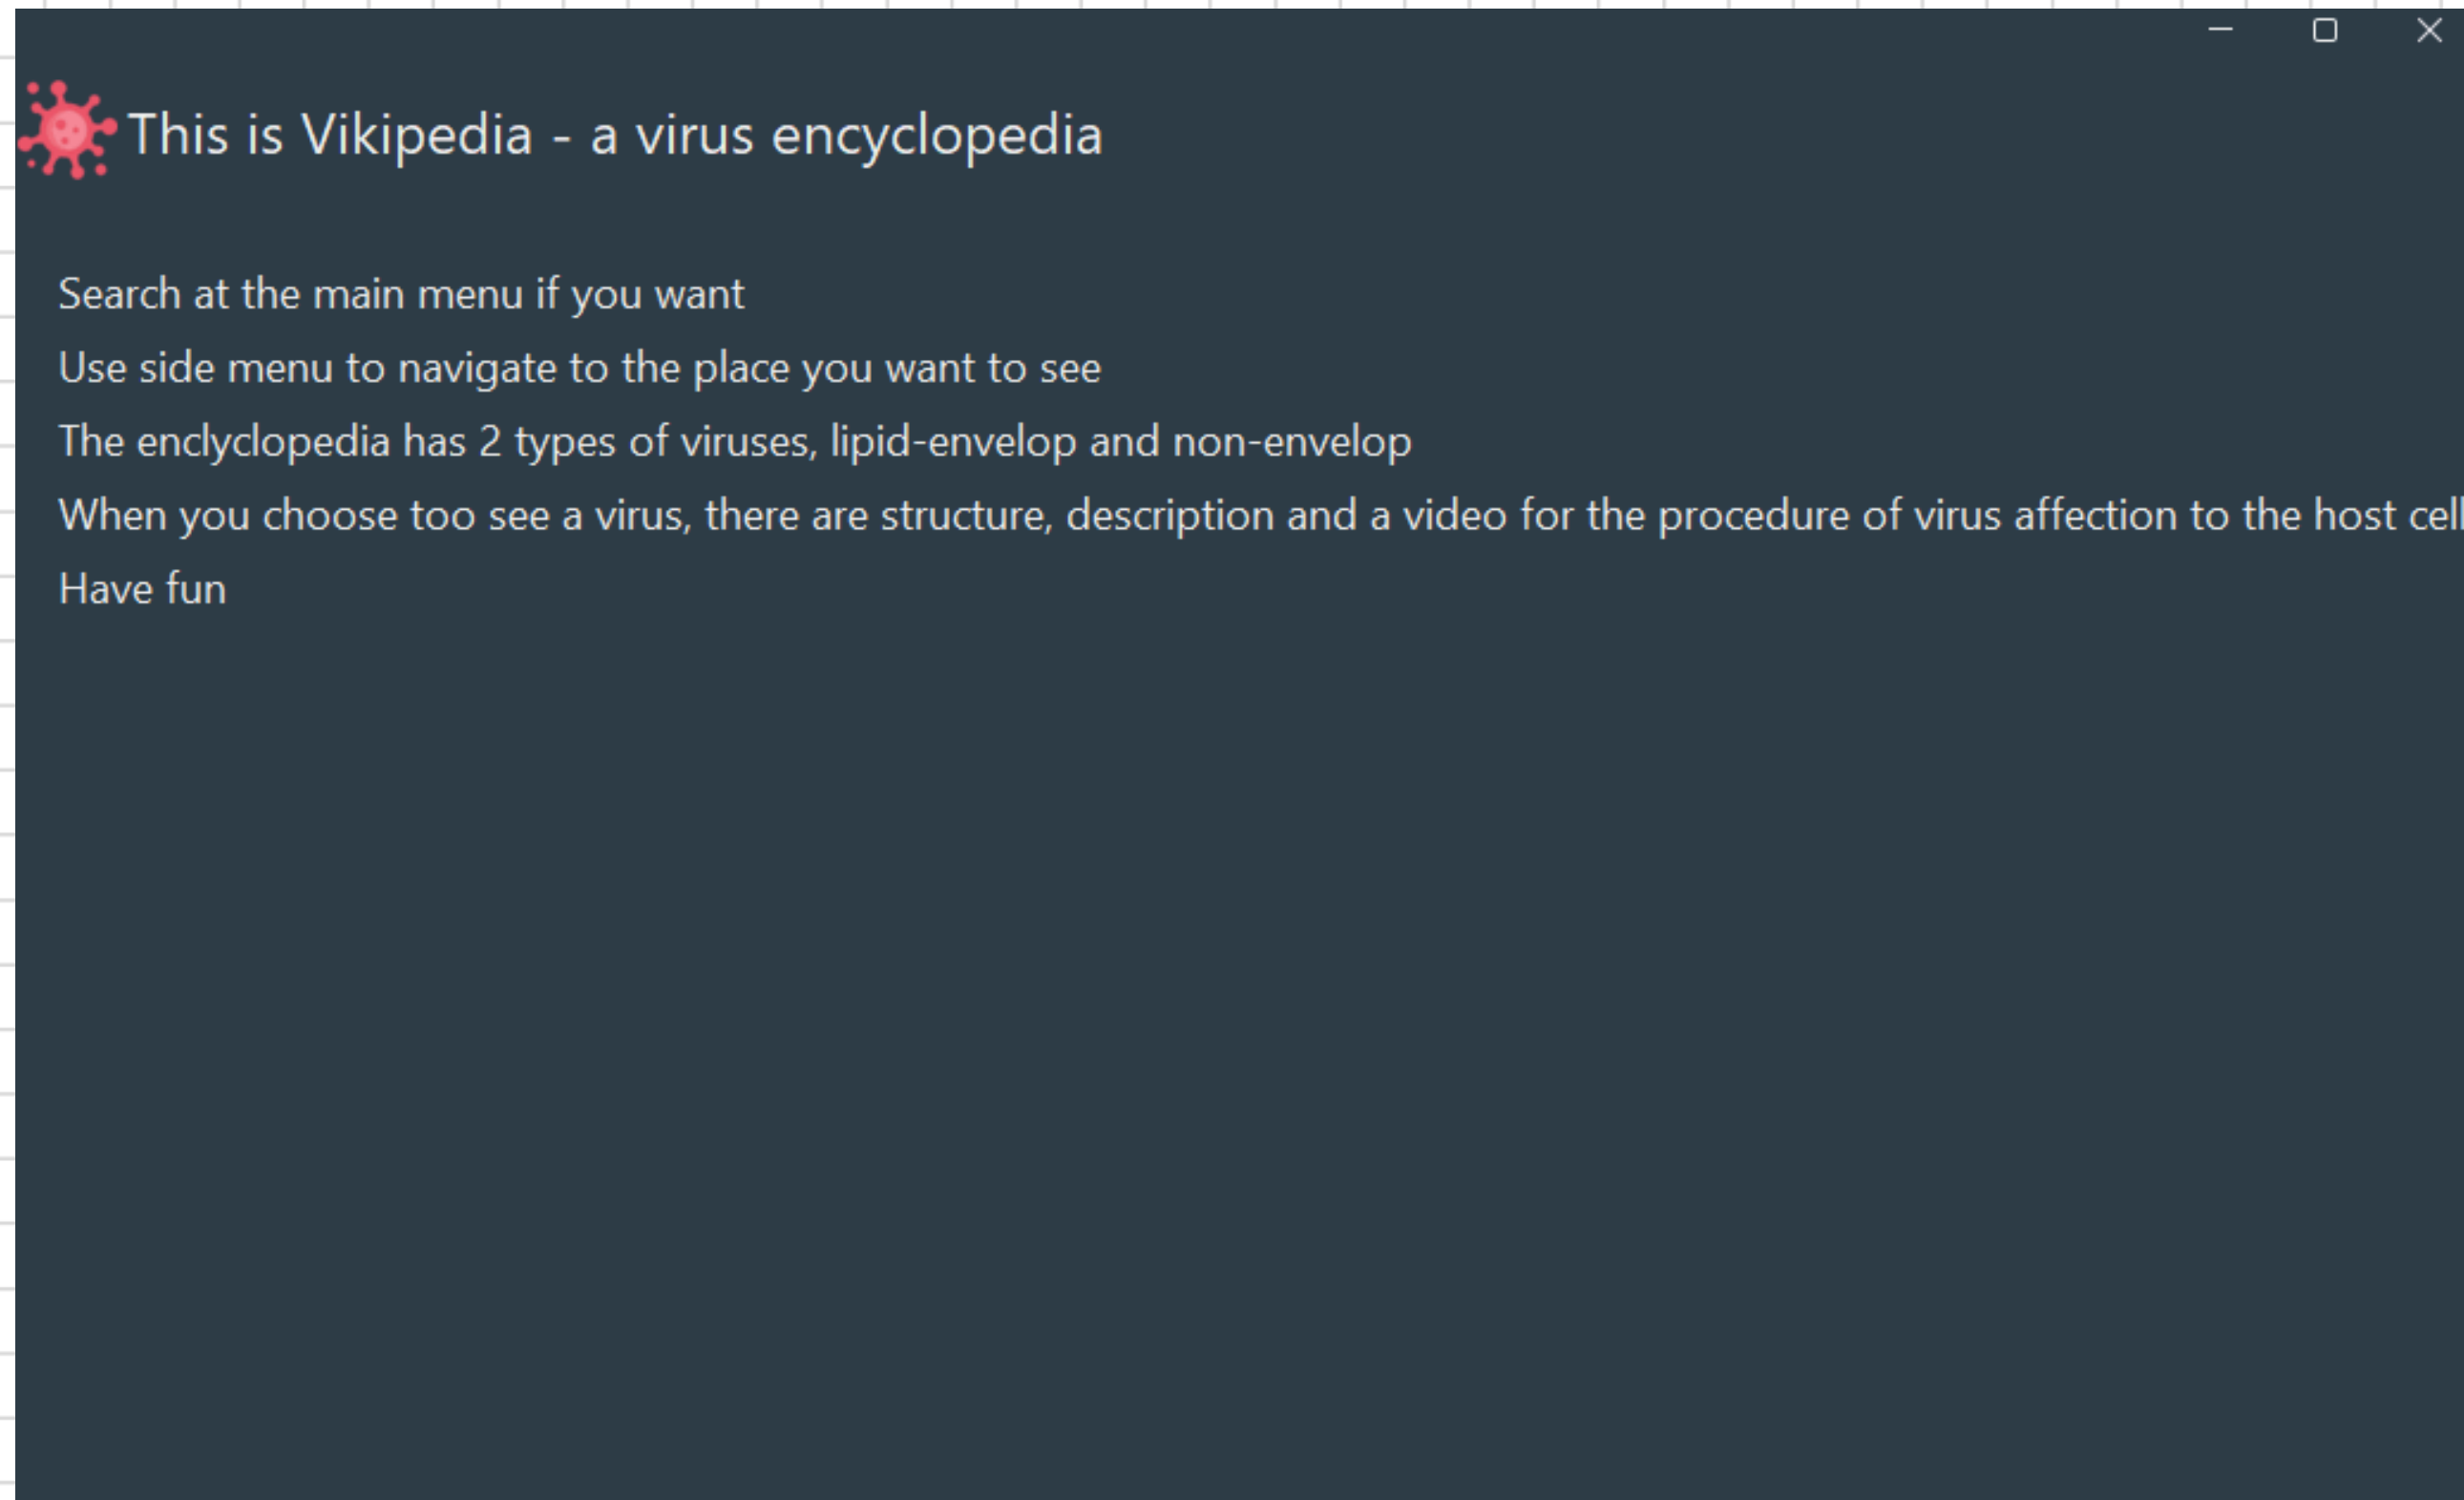 This is Vikipedia - a virus encyclopedia
Search at the main menu if you want
Use side menu to navigate to the place you want to see
The enclyclopedia has 2 types of viruses, lipid-envelop and non-envelop
When you choose too see a virus, there are structure, description and a video for the procedure of virus affection to the host cell
Have fun